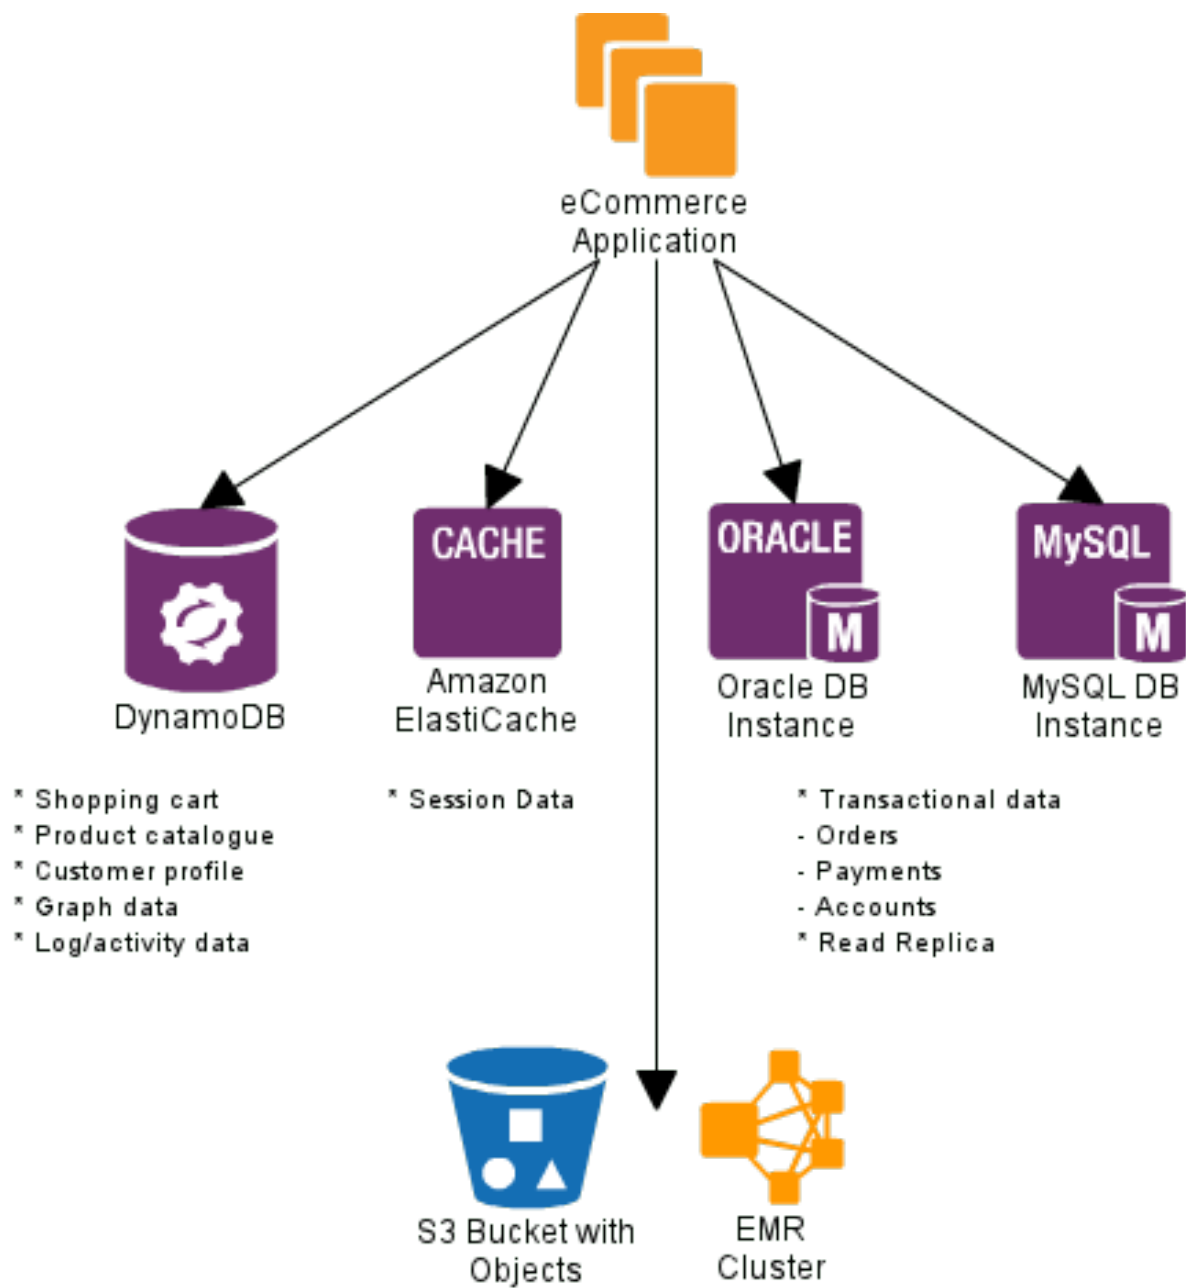 eCommerce
Application
CACHE
ORACLE
M
MySQL
M
DynamoDB
Amazon
ElastiCache
Oracle DB
Instance
MySQL DB
Instance
* Shopping cart
* Product catalogue
* Customer profile
* Graph data
* Log/activity data
* Session Data
* Transactional data
- Orders
- Payments
- Accounts
* Read Replica
S3 Bucket with
Objects
EMR
Cluster